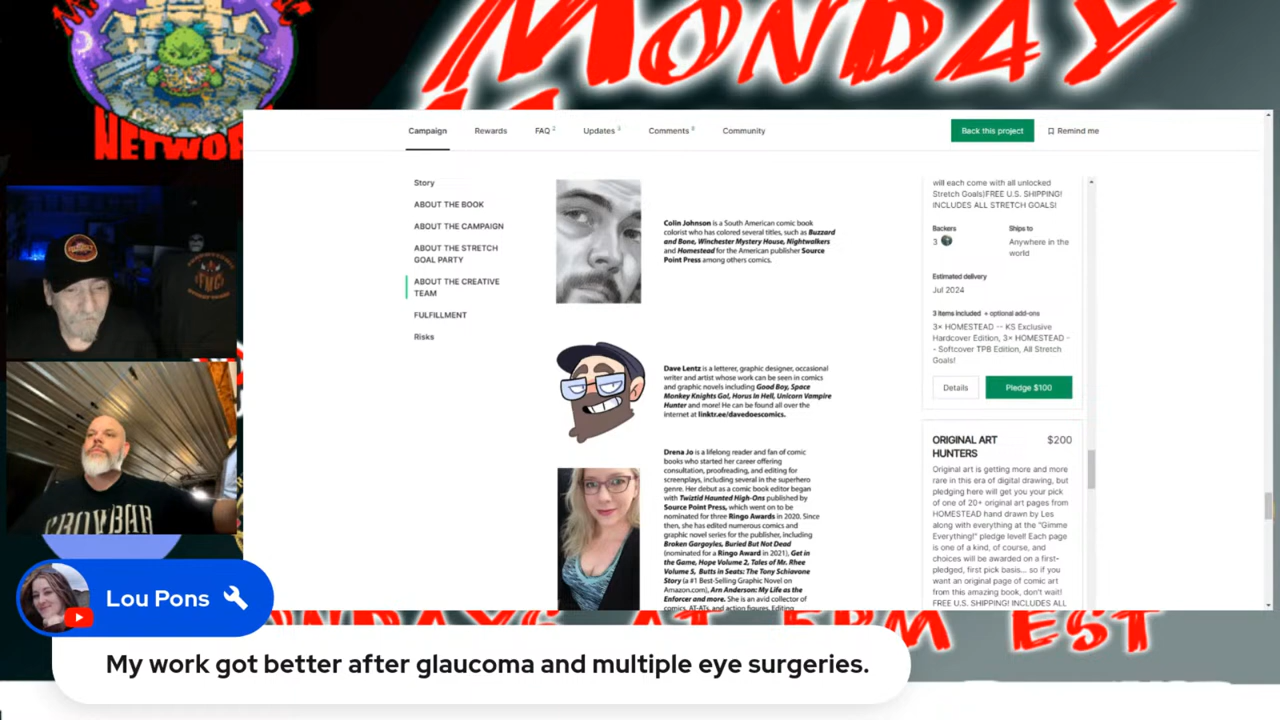 MONDAY
NETWO
Campaign Rewards FAQ 2 Updates 3 Comments 8 Community Back this project Remind me
Story
ABOUT THE BOOK
ABOUT THE CAMPAIGN
ABOUT THE STRETCH
GOAL PARTY
ABOUT THE CREATIVE
TEAM
FULFILLMENT
Risks
Colin Johnson is a South American comic book
colorist who has colored several titles, such as Buzzard
and Bone, Winchester Mystery House, Nightwalkers
and Homestead for the American publisher Source
Point Press among others comics.
Dave Lentz is a letterer, graphic designer, occasional
writer and artist whose work can be seen in comics
and graphic novels including Good Boy, Space
Monkey Knights Go!, Horus In Hell, Unicorn Vampire
Hunter and more! He can be found all over the
internet at linktr.ee/davedoescomics.
Drena Jo is a lifelong reader and fan of comic
books who started her career offering
consultation, proofreading, and editing for
screenplays, including several in the superhero
genre. Her debut as a comic book editor began
with Twiztid Haunted High-Ons published by
Source Point Press, which went on to be
nominated for three Ringo Awards in 2020. Since
then, she has edited numerous comics and
graphic novel series for the publisher, including
Broken Gargoyles, Buried But Not Dead
(nominated for a Ringo Award in 2021), Get in
the Game, Hope Volume 2, Tales of Mr. Rhee
Volume 5, Butts in Seats: The Tony Schiavone
Story (a #1 Best-Selling Graphic Novel on
Amazon.com), Arn Anderson: My Life as the
Enforcer and more. She is an avid collector of
comics, AT-ATs, and action figures. Editing
will each come with all unlocked
Stretch Goals)FREE U.S. SHIPPING!
INCLUDES ALL STRETCH GOALS!
Backers Ships to
3 Anywhere in the
world
Estimated delivery
Jul 2024
3 items included + optional add-ons
3× HOMESTEAD -- KS Exclusive
Hardcover Edition, 3× HOMESTEAD -
- Softcover TPB Edition, All Stretch
Goals!
Details Pledge $100
ORIGINAL ART $200
HUNTERS
Original art is getting more and more
rare in this era of digital drawing, but
pledging here will get you your pick
of one of 20+ original art pages from
HOMESTEAD hand drawn by Les
along with everything at the "Gimme
Everything!" pledge level! Each page
is one of a kind, of course, and
choices will be awarded on a first-
pledged, first pick basis... so if you
want an original page of comic art
from this amazing book, don't wait!
FREE U.S. SHIPPING! INCLUDES ALL
CROWBAR
MONDAYS AT 5PM EST
Lou Pons
My work got better after glaucoma and multiple eye surgeries.